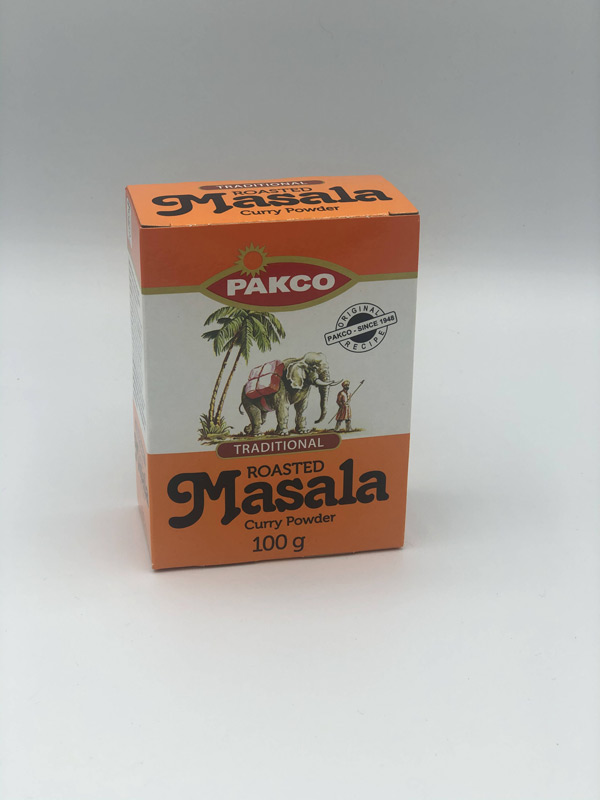 TRADITIONAL
ROASTED
Masala
Curry Powder
PAKCO
ORIGINAL
PAKCO - SINCE 1948
RECIPE
TRADITIONAL
ROASTED
Masala
Curry Powder
100 g